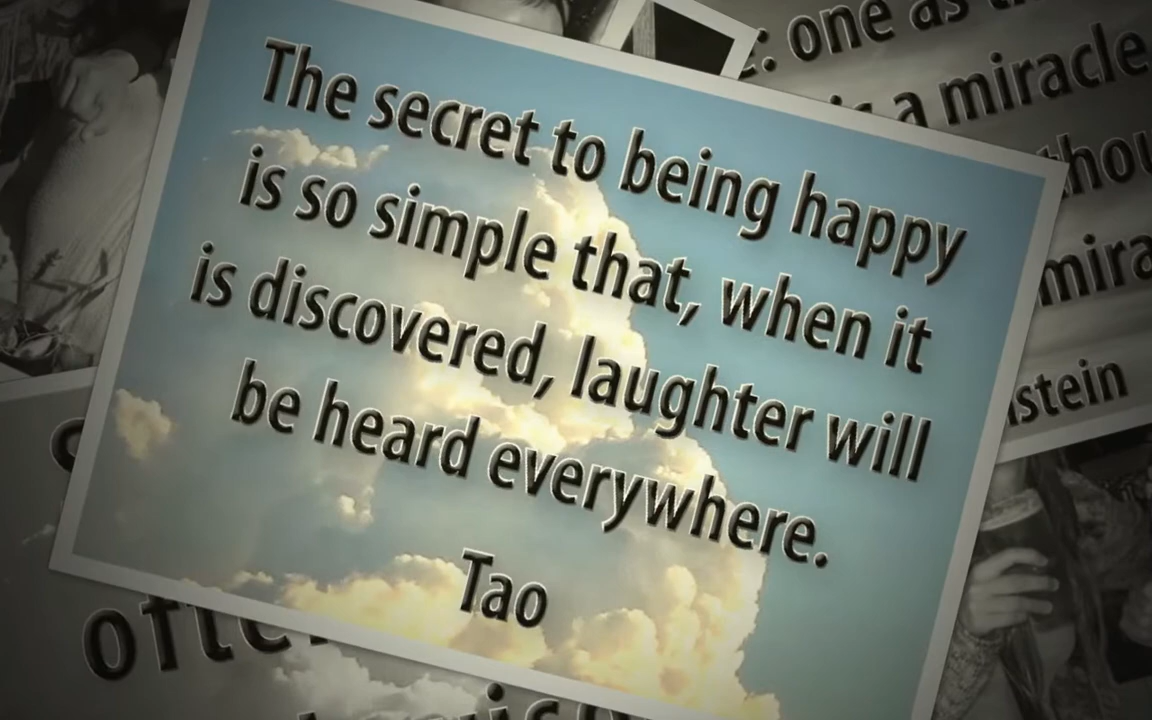 The secret to being happy
is so simple that, when it
is discovered, laughter will
be heard everywhere.
Tao
: one as
a miracle
mira
stein